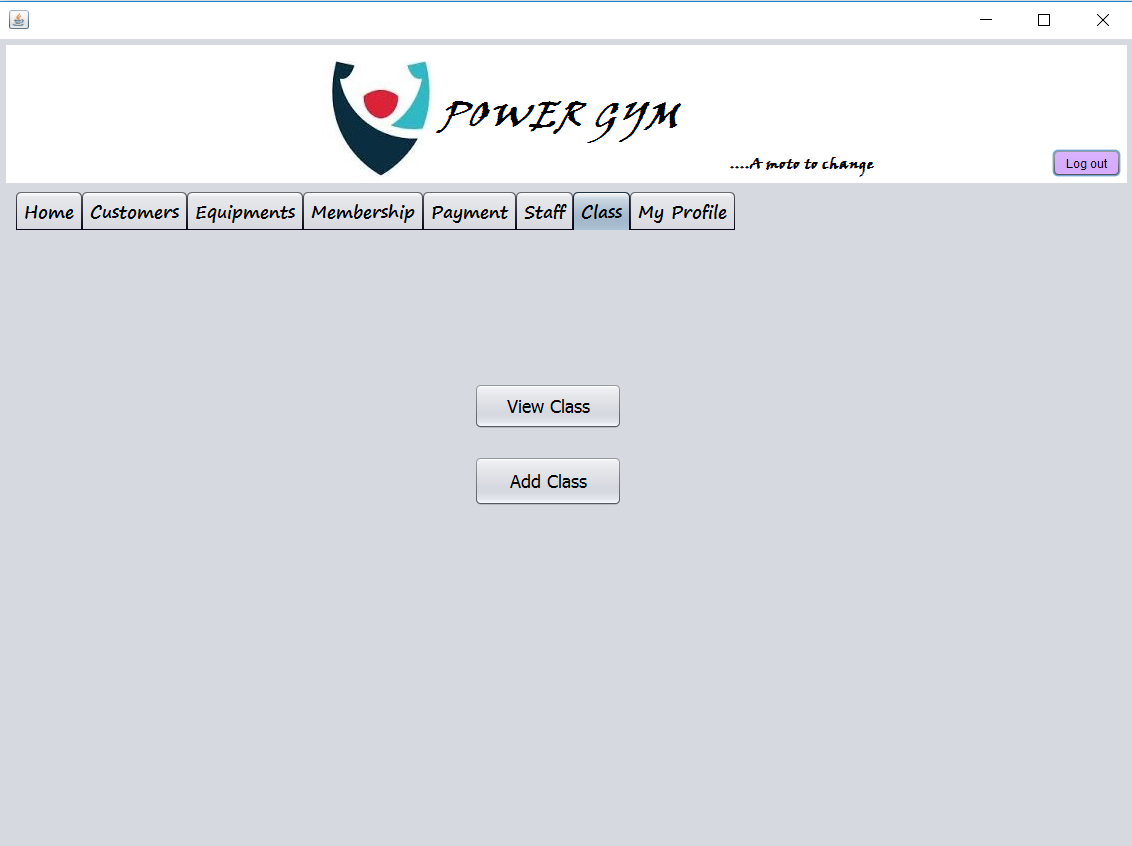 POWER GYM
....A moto to change
Log out
Home Customers Equipments Membership Payment Staff Class My Profile
View Class
Add Class